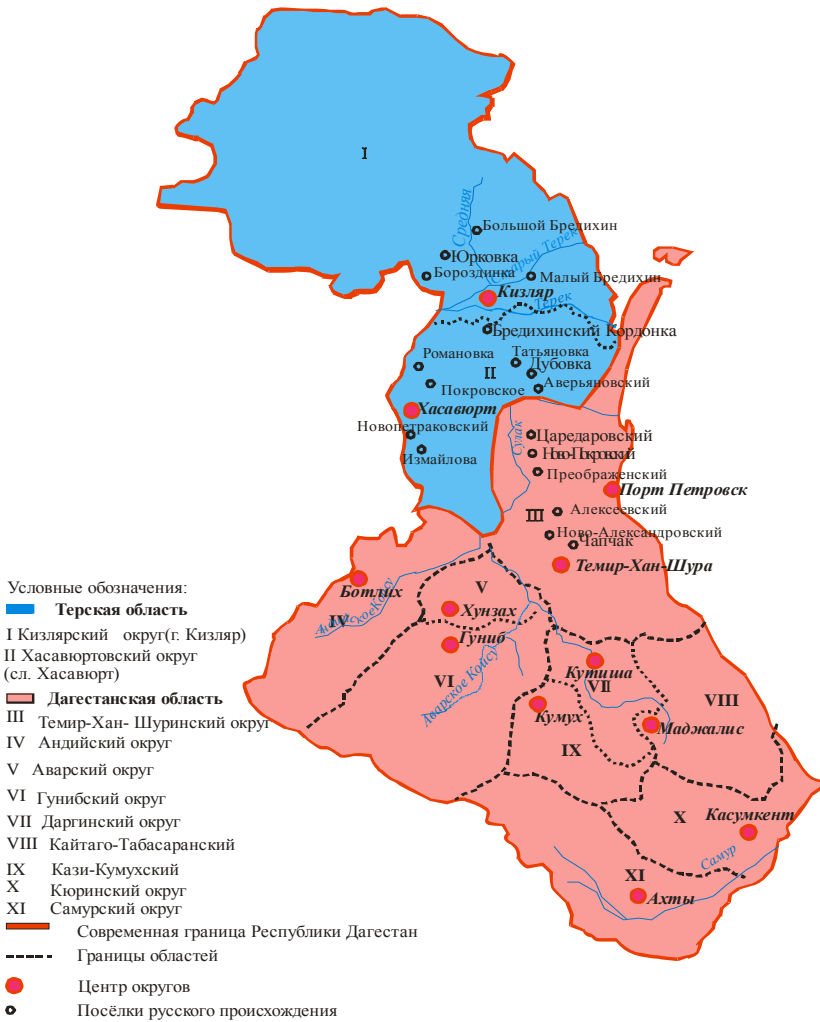 I
Средняя
Большой Бредихин
Юрковка
Старый Терек
Бороздинка
Малый Бредихин
Кизляр
Терек
Бредихинский Кордонка
Романовка
Татьяновка
II
Дубовка
Покровское
Аверьяновский
Хасавюрт
Новопетраковский
Сулак
Царедаровский
Ново-Покровский
Измайлова
Преображенский
Порт Петровск
III
Алексеевский
Ново-Александровский
Чапчак
Темир-Хан-Шура
Ботлих
V
Андийское Койсу
IV
Хунзах
Гуниб
Аварское Койсу
VI
Кутиша
VII
VIII
Кумух
Маджалис
IX
X
Касумкент
Самур
XI
Ахты
Условные обозначения:
Терская область
I Кизлярский округ(г. Кизляр)
II Хасавюртовский округ
(сл. Хасавюрт)
Дагестанская область
III Темир-Хан- Шуринский округ
IV Андийский округ
V Аварский округ
VI Гунибский округ
VII Даргинский округ
VIII Кайтаго-Табасаранский
IX Кази-Кумухский
X Кюринский округ
XI Самурский округ
Современная граница Республики Дагестан
Границы областей
Центр округов
Посёлки русского происхождения